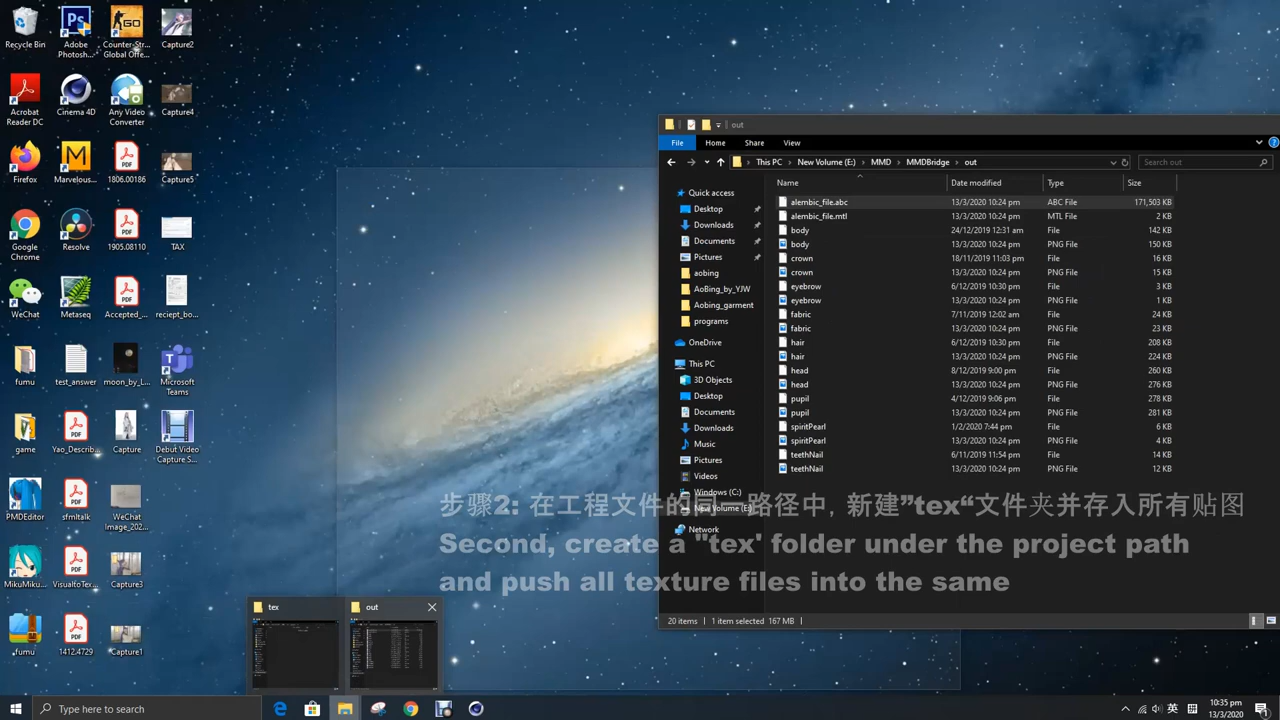 Recycle Bin
Adobe Photosh...
Counter-Str... Global Offe...
Capture2
Acrobat Reader DC
Cinema 4D
Any Video Converter
Capture4
Firefox
Marvelous...
1806.00186
Capture5
Google Chrome
Resolve
1905.08110
TAX
WeChat
Metaseq
Accepted_...
reciept_bo...
fumu
test_answer
moon_by_L...
Microsoft Teams
game
Yao_Describ...
Capture
Debut Video Capture S...
PMDEditor
sfmltalk
WeChat Image_202...
MikuMiku...
VisualfoTex...
Capture3
fumu
1412.4729
Capture1
out
File Home Share View
This PC > New Volume (E:) > MMD > MMDBridge > out
Search out
Name Date modified Type Size
alembic_file.abc 13/3/2020 10:24 pm ABC File 171,503 KB
alembic_file.mtl 13/3/2020 10:24 pm MTL File 2 KB
body 24/12/2019 12:31 am File 142 KB
body 13/3/2020 10:24 pm PNG File 150 KB
crown 18/11/2019 11:03 pm File 16 KB
crown 13/3/2020 10:24 pm PNG File 15 KB
eyebrow 6/12/2019 10:30 pm File 3 KB
eyebrow 13/3/2020 10:24 pm PNG File 1 KB
fabric 7/11/2019 12:02 am File 24 KB
fabric 13/3/2020 10:24 pm PNG File 23 KB
hair 6/12/2019 10:30 pm File 208 KB
hair 13/3/2020 10:24 pm PNG File 224 KB
head 8/12/2019 9:00 pm File 260 KB
head 13/3/2020 10:24 pm PNG File 276 KB
pupil 4/12/2019 9:06 pm File 278 KB
pupil 13/3/2020 10:24 pm PNG File 281 KB
spiritPearl 1/2/2020 7:44 pm File 6 KB
spiritPearl 13/3/2020 10:24 pm PNG File 4 KB
teethNail 6/11/2019 11:54 pm File 14 KB
teethNail 13/3/2020 10:24 pm PNG File 12 KB
Quick access
Desktop
Downloads
Documents
Pictures
aobing
AoBing_by_YJW
Aobing_garment
programs
OneDrive
This PC
3D Objects
Desktop
Documents
Downloads
Music
Pictures
Videos
Windows (C:)
New Volume (E:)
Network
20 items 1 item selected 167 MB
步骤2: 在工程文件的同一路径中，新建”tex“文件夹并存入所有贴图
Second, create a "tex' folder under the project path
and push all texture files into the same
tex
out
Type here to search
英
10:35 pm
13/3/2020